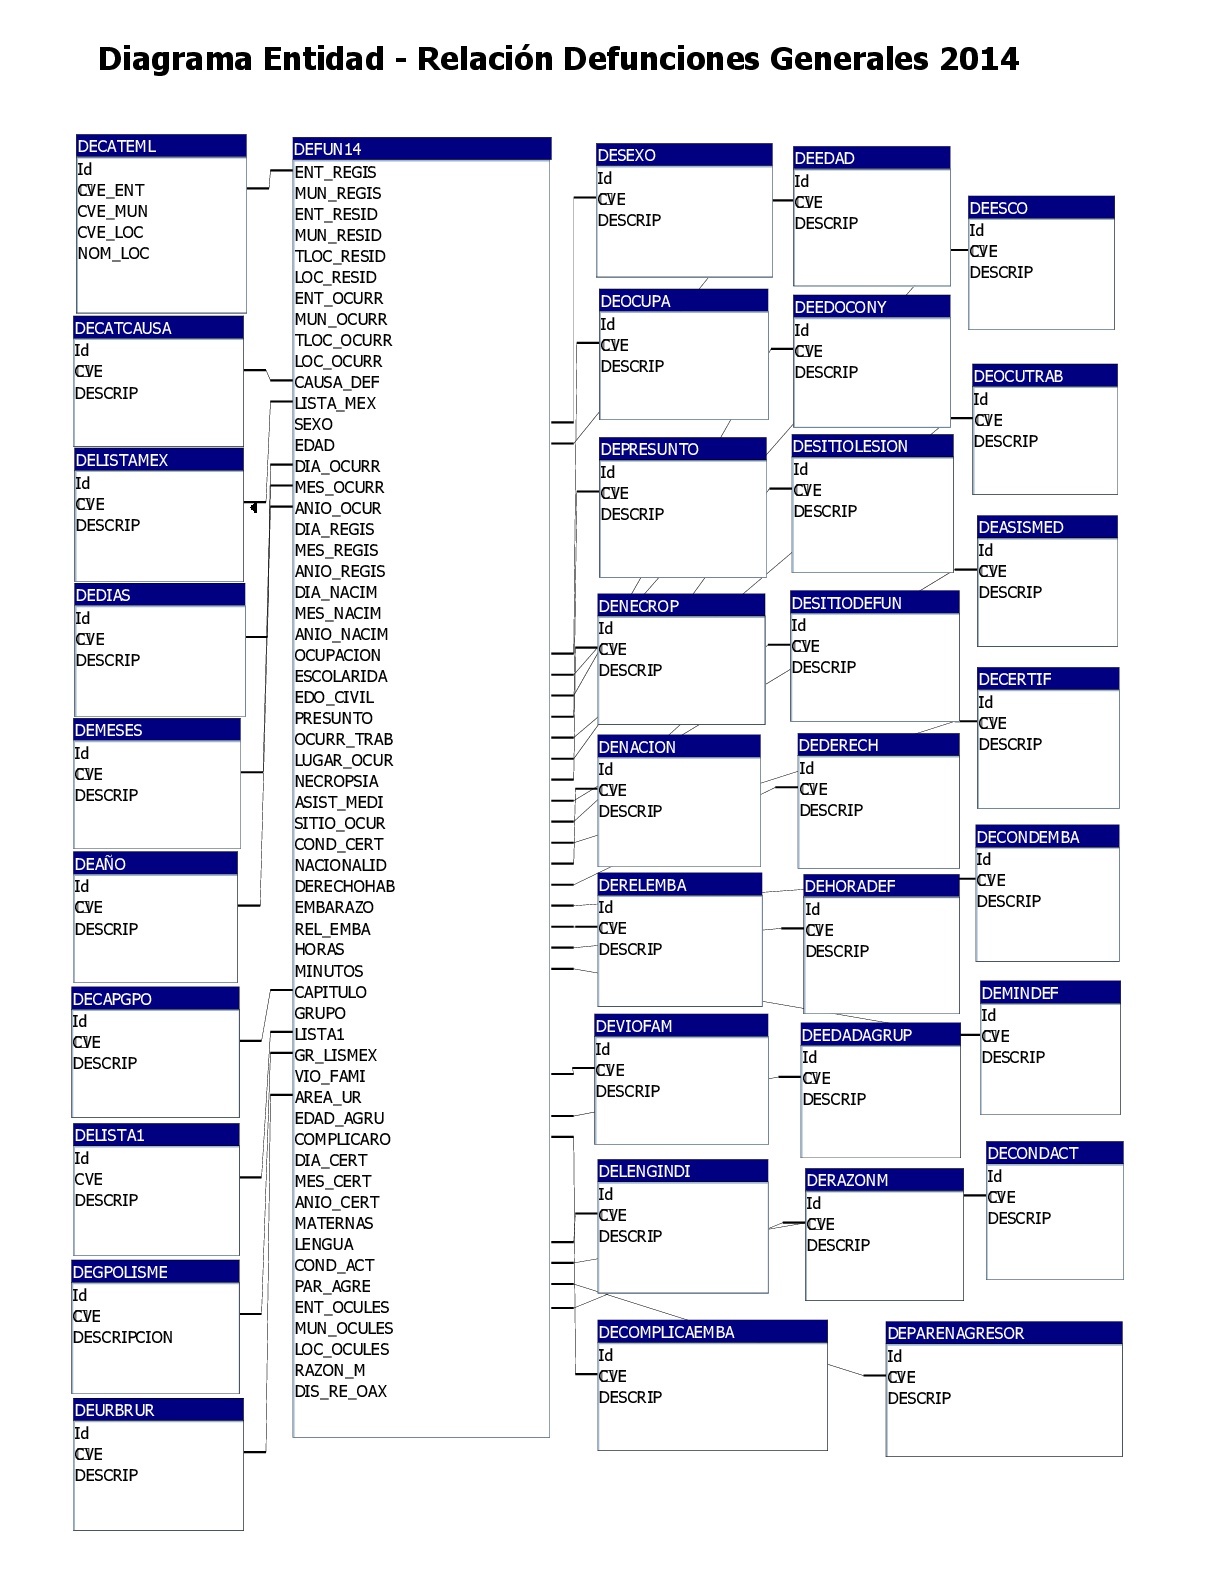 Diagrama Entidad - Relación Defunciones Generales 2014
DECATEML
Id
CVE_ENT
CVE_MUN
CVE_LOC
NOM_LOC
DECATCAUSA
Id
CVE
DESCRIP
DELISTAMEX
Id
CVE
DESCRIP
DEDIAS
Id
CVE
DESCRIP
DEMESES
Id
CVE
DESCRIP
DEAÑO
Id
CVE
DESCRIP
DECAPGPO
Id
CVE
DESCRIP
DELISTA1
Id
CVE
DESCRIP
DEGPOLISME
Id
CVE
DESCRIPCION
DEURBRUR
Id
CVE
DESCRIP
DEFUN14
ENT_REGIS
MUN_REGIS
ENT_RESID
MUN_RESID
TLOC_RESID
LOC_RESID
ENT_OCURR
MUN_OCURR
TLOC_OCURR
LOC_OCURR
CAUSA_DEF
LISTA_MEX
SEXO
EDAD
DIA_OCURR
MES_OCURR
ANIO_OCUR
DIA_REGIS
MES_REGIS
ANIO_REGIS
DIA_NACIM
MES_NACIM
ANIO_NACIM
OCUPACION
ESCOLARIDA
EDO_CIVIL
PRESUNTO
OCURR_TRAB
LUGAR_OCUR
NECROPSIA
ASIST_MEDI
SITIO_OCUR
COND_CERT
NACIONALID
DERECHOHAB
EMBARAZO
REL_EMBA
HORAS
MINUTOS
CAPITULO
GRUPO
LISTA1
GR_LISMEX
VIO_FAMI
AREA_UR
EDAD_AGRU
COMPLICARO
DIA_CERT
MES_CERT
ANIO_CERT
MATERNAS
LENGUA
COND_ACT
PAR_AGRE
ENT_OCULES
MUN_OCULES
LOC_OCULES
RAZON_M
DIS_RE_OAX
DESEXO
Id
CVE
DESCRIP
DEOCUPA
Id
CVE
DESCRIP
DEPRESUNTO
Id
CVE
DESCRIP
DENECROP
Id
CVE
DESCRIP
DENACION
Id
CVE
DESCRIP
DERELEMBA
Id
CVE
DESCRIP
DEVIOFAM
Id
CVE
DESCRIP
DELENGINDI
Id
CVE
DESCRIP
DECOMPLICAEMBA
Id
CVE
DESCRIP
DEEDAD
Id
CVE
DESCRIP
DEEDOCONY
Id
CVE
DESCRIP
DESITIOLESION
Id
CVE
DESCRIP
DESITIODEFUN
Id
CVE
DESCRIP
DEDERECH
Id
CVE
DESCRIP
DEHORADEF
Id
CVE
DESCRIP
DEEDADAGRUP
Id
CVE
DESCRIP
DERAZONM
Id
CVE
DESCRIP
DEPARENAGRESOR
Id
CVE
DESCRIP
DEESCO
Id
CVE
DESCRIP
DEOCUTRAB
Id
CVE
DESCRIP
DEASISMED
Id
CVE
DESCRIP
DECERTIF
Id
CVE
DESCRIP
DECONDEMBA
Id
CVE
DESCRIP
DEMINDEF
Id
CVE
DESCRIP
DECONDACT
Id
CVE
DESCRIP